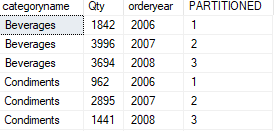 categoryname Qty orderyear PARTITIONED
Beverages 1842 2006 1
Beverages 3996 2007 2
Beverages 3694 2008 3
Condiments 962 2006 1
Condiments 2895 2007 2
Condiments 1441 2008 3